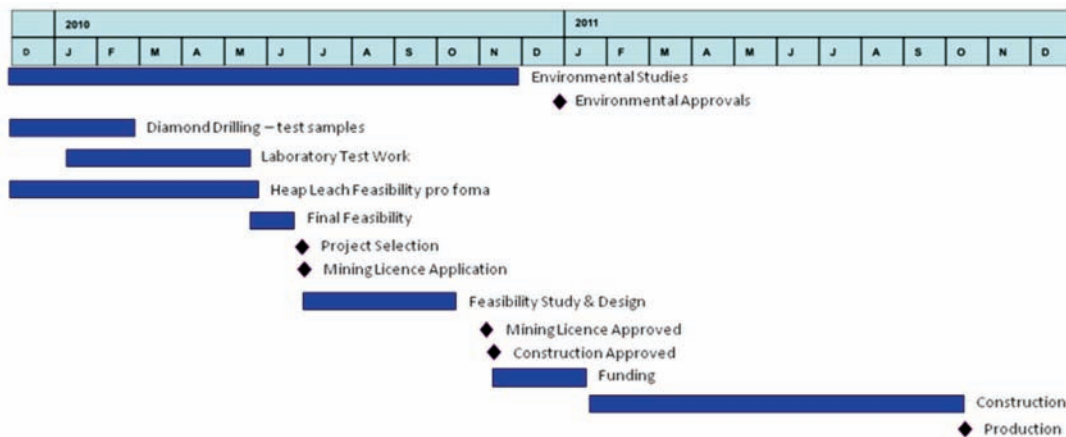 2010 2011
D J F M A M J J A S O N D J F M A M J J A S O N D
Environmental Studies
Environmental Approvals
Diamond Drilling – test samples
Laboratory Test Work
Heap Leach Feasibility pro foma
Final Feasibility
Project Selection
Mining Licence Application
Feasibility Study & Design
Mining Licence Approved
Construction Approved
Funding
Construction
Production